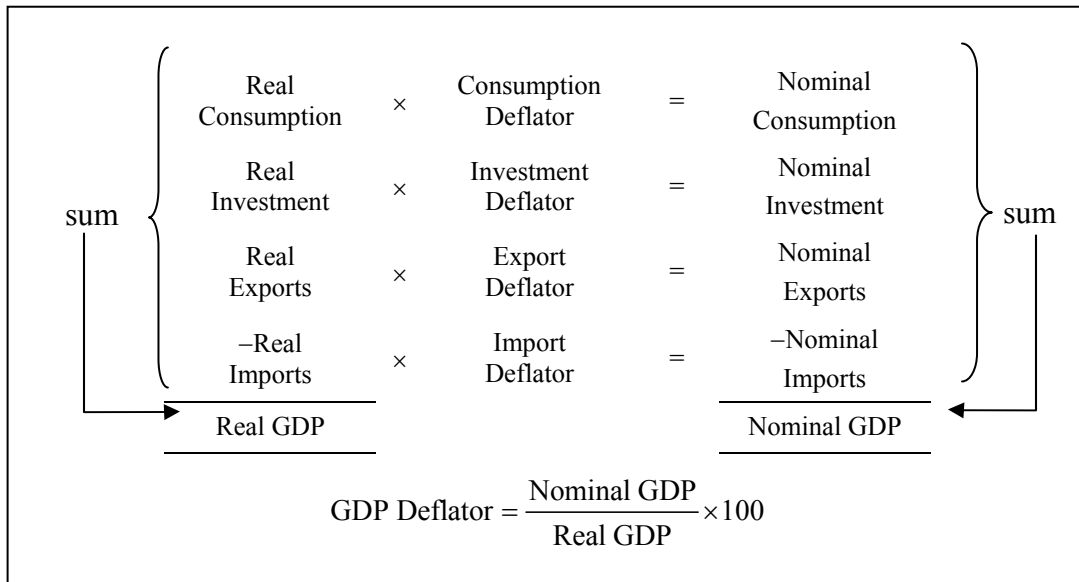 Real Consumption × Consumption Deflator = Nominal Consumption
Real Investment × Investment Deflator = Nominal Investment
sum sum
Real Exports × Export Deflator = Nominal Exports
−Real Imports × Import Deflator = −Nominal Imports
Real GDP Nominal GDP
GDP Deflator = Nominal GDP / Real GDP ×100